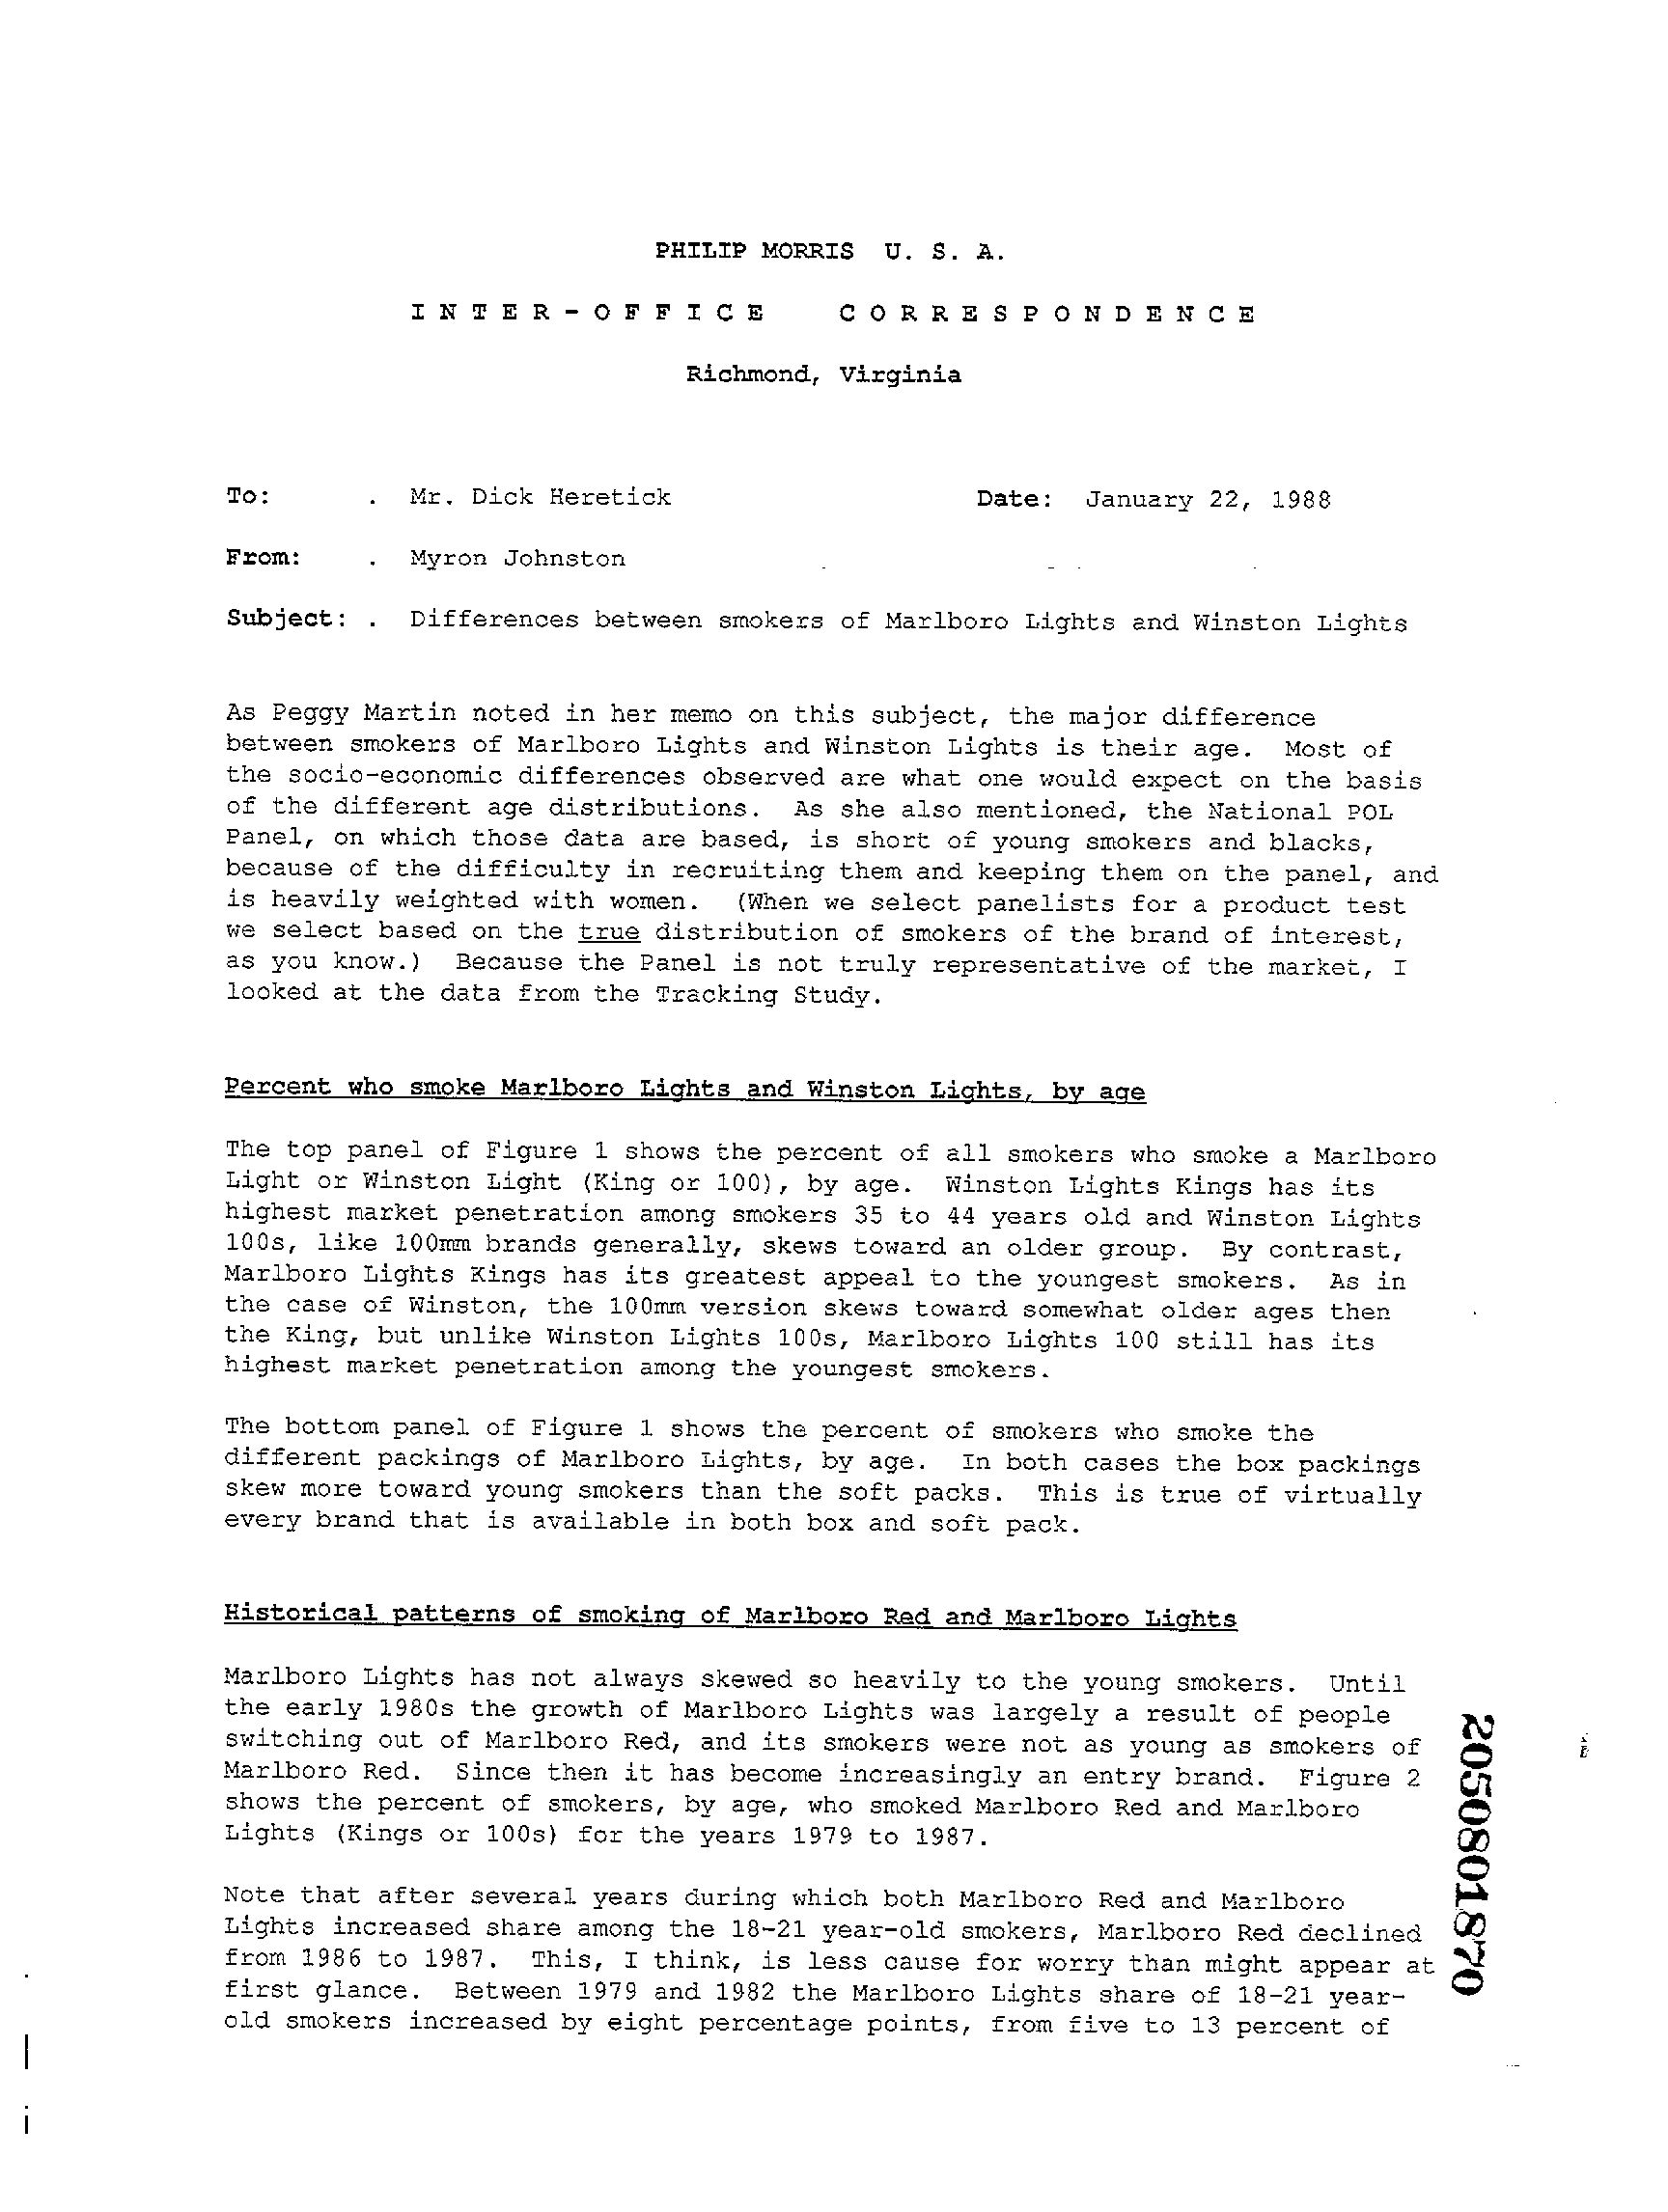 PHILIP MORRIS U. S. A.
INTER-OFFICE CORRESPONDENCE
Richmond, Virginia
To: . Mr. Dick Heretick Date: January 22, 1988
From: . Myron Johnston
Subject: . Differences between smokers of Marlboro Lights and Winston Lights
As Peggy Martin noted in her memo on this subject, the major difference
between smokers of Marlboro Lights and Winston Lights is their age. Most of
the socio-economic differences observed are what one would expect on the basis
of the different age distributions. As she also mentioned, the National POL
Panel, on which those data are based, is short of young smokers and blacks,
because of the difficulty in recruiting them and keeping them on the panel, and
is heavily weighted with women. (When we select panelists for a product test
we select based on the true distribution of smokers of the brand of interest,
as you know.) Because the Panel is not truly representative of the market, I
looked at the data from the Tracking Study.
Percent who smoke Marlboro Lights and Winston Lights, by age
The top panel of Figure 1 shows the percent of all smokers who smoke a Marlboro
Light or Winston Light (King or 100), by age. Winston Lights Kings has its
highest market penetration among smokers 35 to 44 years old and Winston Lights
100s, like 100mm brands generally, skews toward an older group. By contrast,
Marlboro Lights Kings has its greatest appeal to the youngest smokers. As in
the case of Winston, the 100mm version skews toward somewhat older ages then
the King, but unlike Winston Lights 100s, Marlboro Lights 100 still has its
highest market penetration among the youngest smokers.
The bottom panel of Figure 1 shows the percent of smokers who smoke the
different packings of Marlboro Lights, by age. In both cases the box packings
skew more toward young smokers than the soft packs. This is true of virtually
every brand that is available in both box and soft pack.
Historical patterns of smoking of Marlboro Red and Marlboro Lights
Marlboro Lights has not always skewed so heavily to the young smokers. Until
the early 1980s the growth of Marlboro Lights was largely a result of people
switching out of Marlboro Red, and its smokers were not as young as smokers of
Marlboro Red. Since then it has become increasingly an entry brand. Figure 2
shows the percent of smokers, by age, who smoked Marlboro Red and Marlboro
Lights (Kings or 100s) for the years 1979 to 1987.
Note that after several years during which both Marlboro Red and Marlboro
Lights increased share among the 18-21 year-old smokers, Marlboro Red declined
from 1986 to 1987. This, I think, is less cause for worry than might appear at
first glance. Between 1979 and 1982 the Marlboro Lights share of 18-21 year-
old smokers increased by eight percentage points, from five to 13 percent of
2050801870